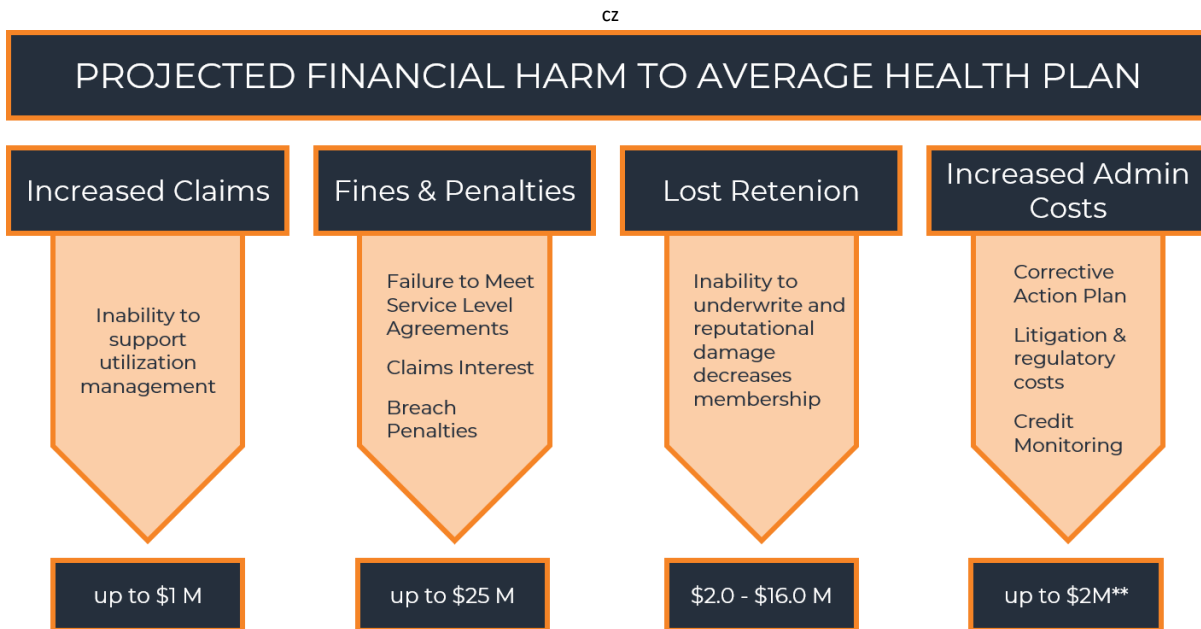 cz
PROJECTED FINANCIAL HARM TO AVERAGE HEALTH PLAN
Increased Claims
Inability to
support
utilization
management
up to $1 M
Fines & Penalties
Failure to Meet
Service Level
Agreements
Claims Interest
Breach
Penalties
up to $25 M
Lost Retenion
Inability to
underwrite and
reputational
damage
decreases
membership
$2.0 - $16.0 M
Increased Admin
Costs
Corrective
Action Plan
Litigation &
regulatory
costs
Credit
Monitoring
up to $2M**